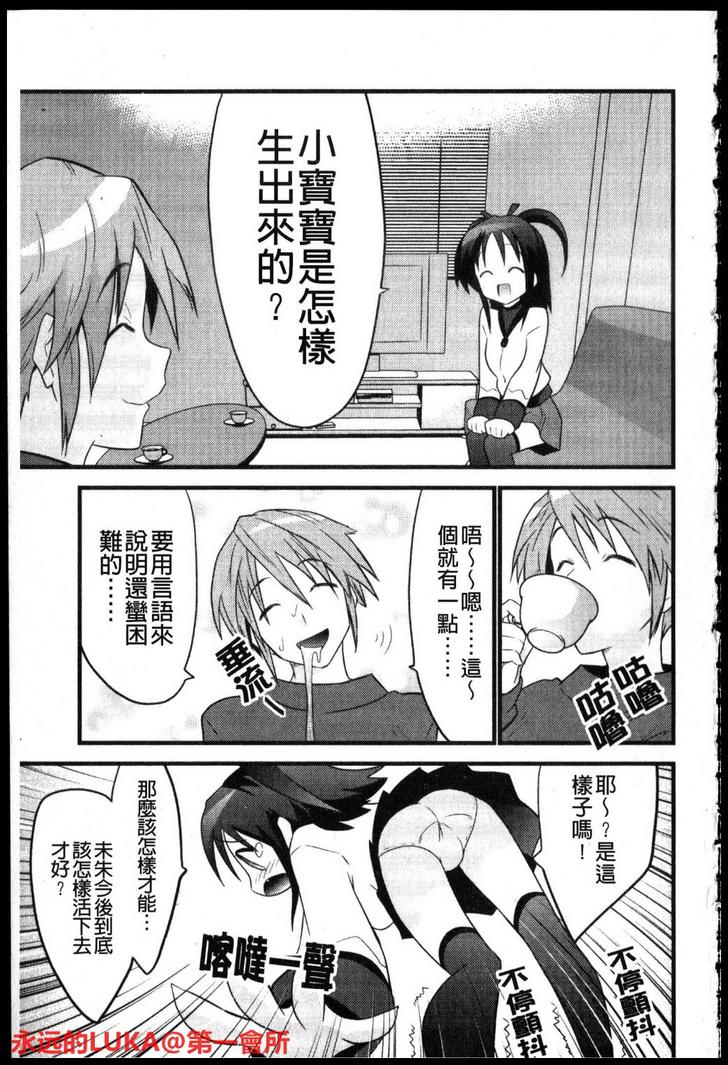 小寶寶是怎樣
生出來的?
咕嚕
咕嚕
唔～～嗯……這～
個就有一點……
垂流ー
要用言語來
說明還蠻困
難的……
耶～?是這
樣子嗎!
不停顫抖
不停顫抖
喀噠一聲
那麼該怎樣才能…
未朱今後到底
該怎樣活下去
才好?
永远的LUKA@第一會所